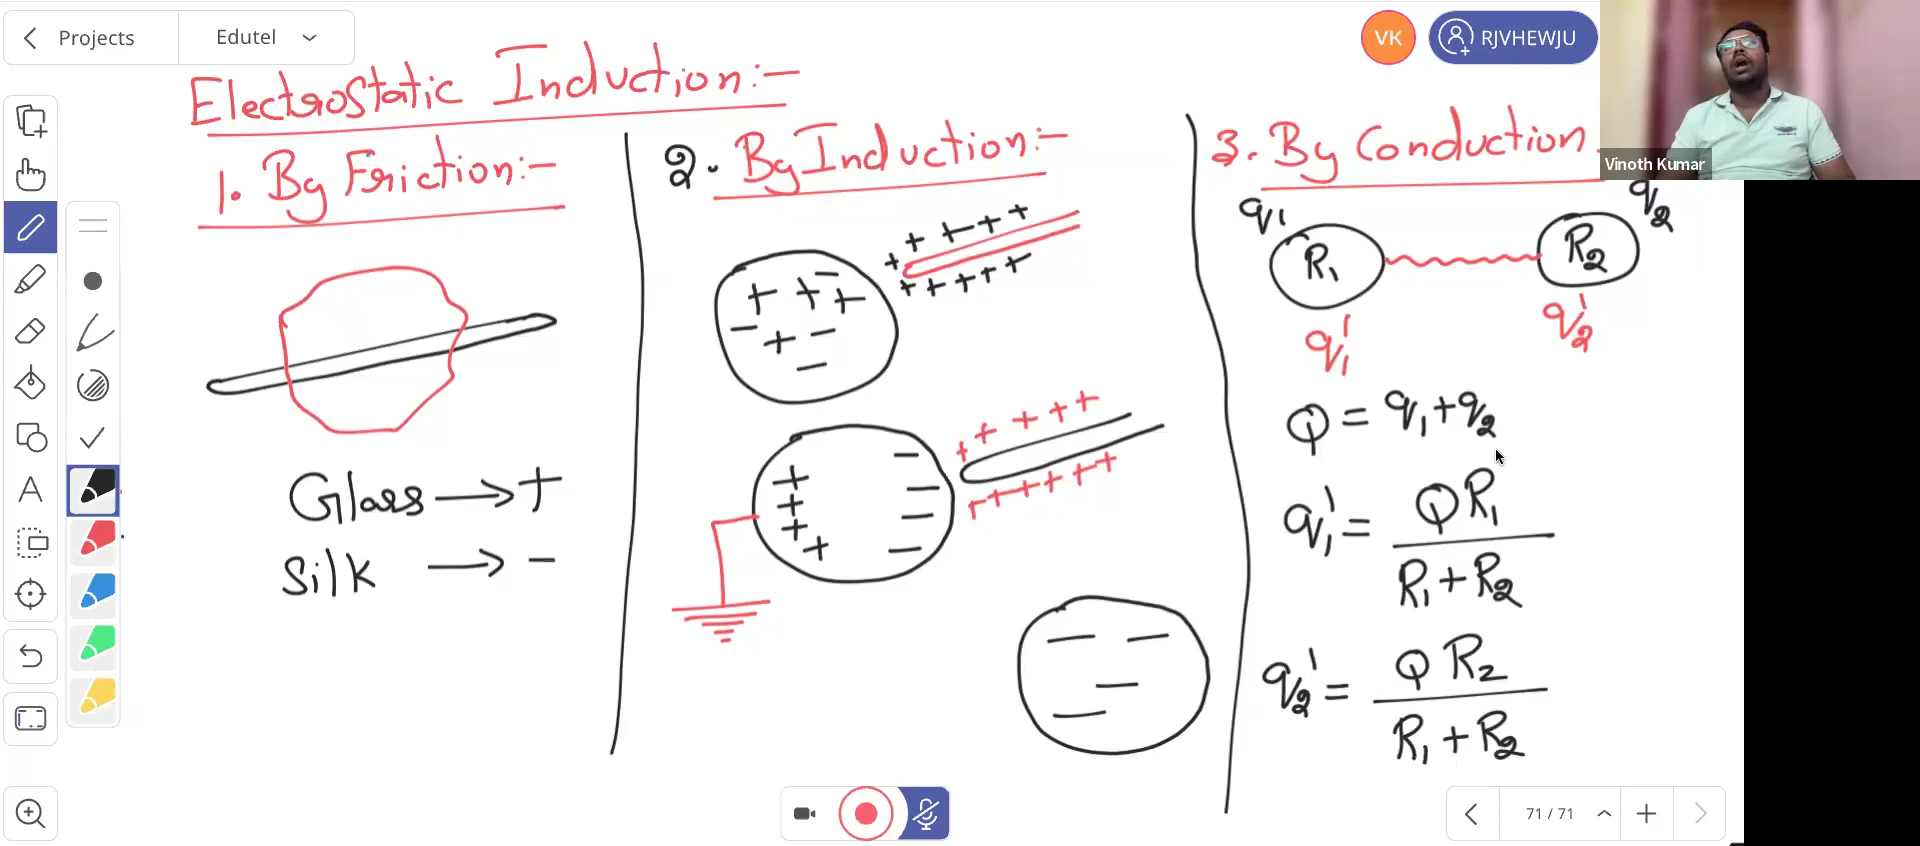 Projects
Edutel
VK
RJVHEWJU
Vinoth Kumar
Electrostatic Induction:-
1. By Friction:-
Glass → +
Silk → -
2. By Induction:-
+ + + + +
+ + + + +
+ + - +
- + -
-
+ + + + +
+ + + + + +
+ -
+ -
+ -
+ -
- -
-
-
3. By Conduction
q1 q2
R1 R2
q1' q2'
Q = q1+q2
q1' = QR1
R1+R2
q2' = QR2
R1+R2
A
71 / 71